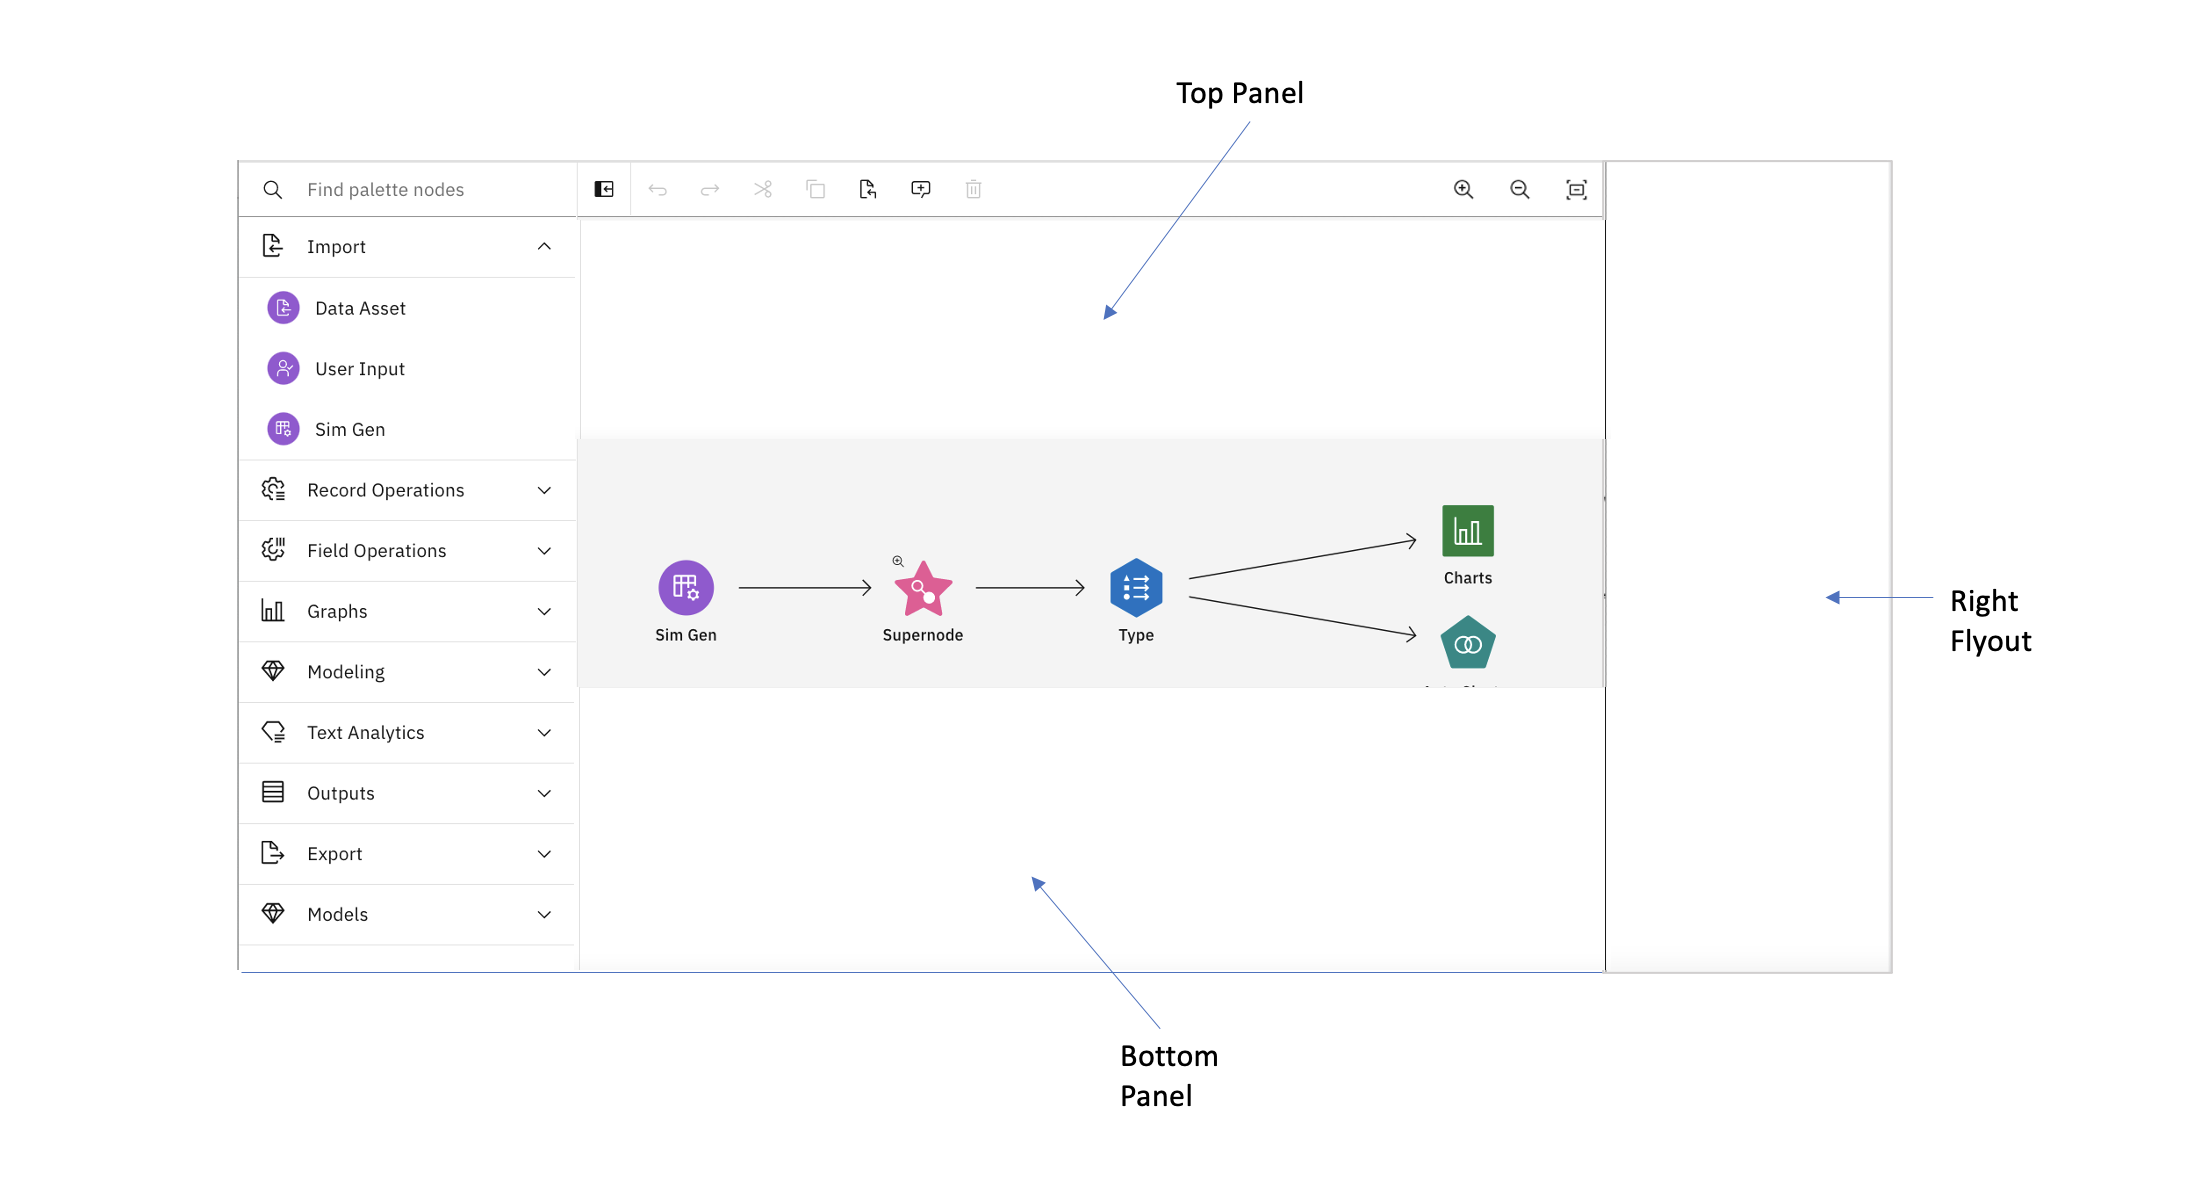 Top Panel
Find palette nodes
Import
Data Asset
User Input
Sim Gen
Record Operations
Field Operations
Graphs
Modeling
Text Analytics
Outputs
Export
Models
Charts
Sim Gen
Supernode
Type
Right
Flyout
Bottom
Panel